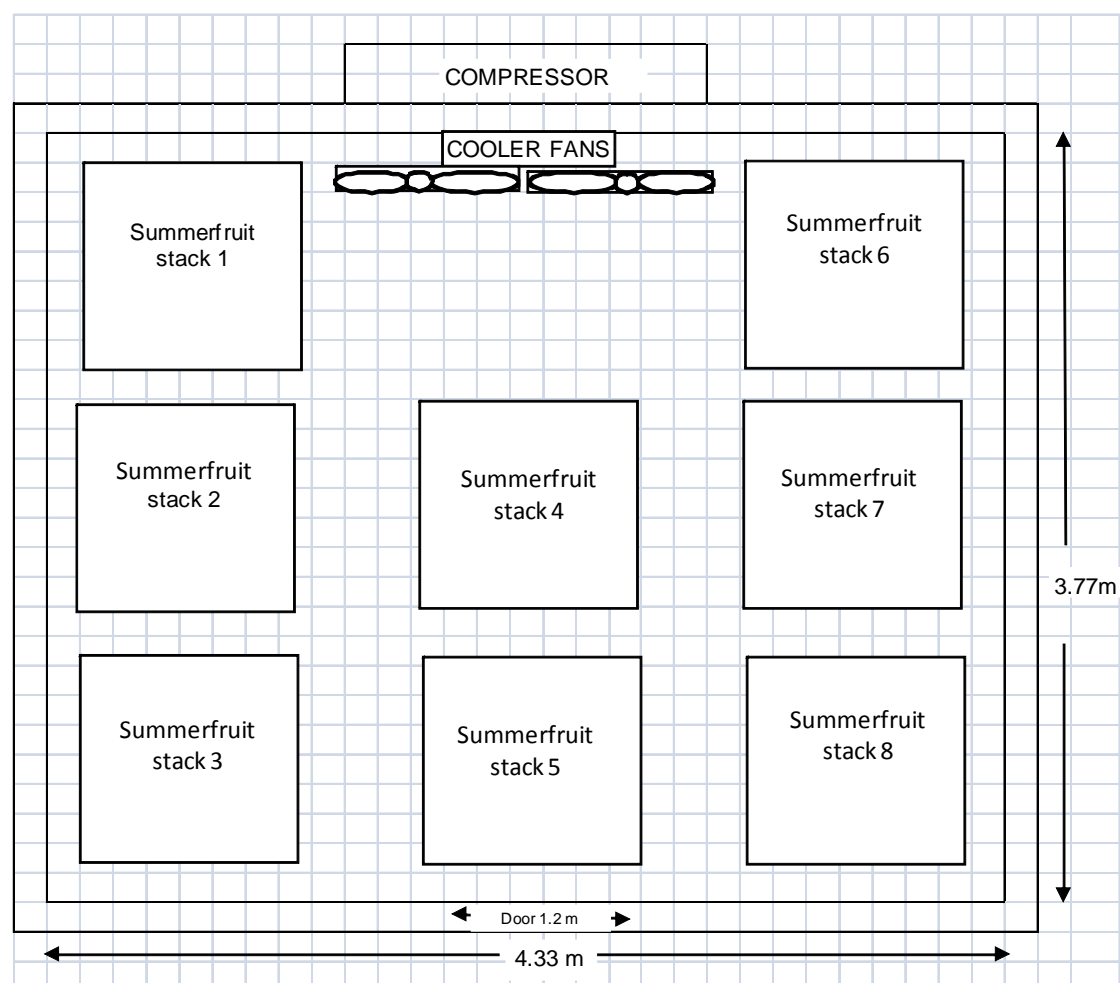 COMPRESSOR
COOLER FANS
Summerfruit
stack 1
Summerfruit
stack 6
Summerfruit
stack 2
Summerfruit
stack 4
Summerfruit
stack 7
3.77m
Summerfruit
stack 3
Summerfruit
stack 5
Summerfruit
stack 8
Door 1.2 m
4.33 m